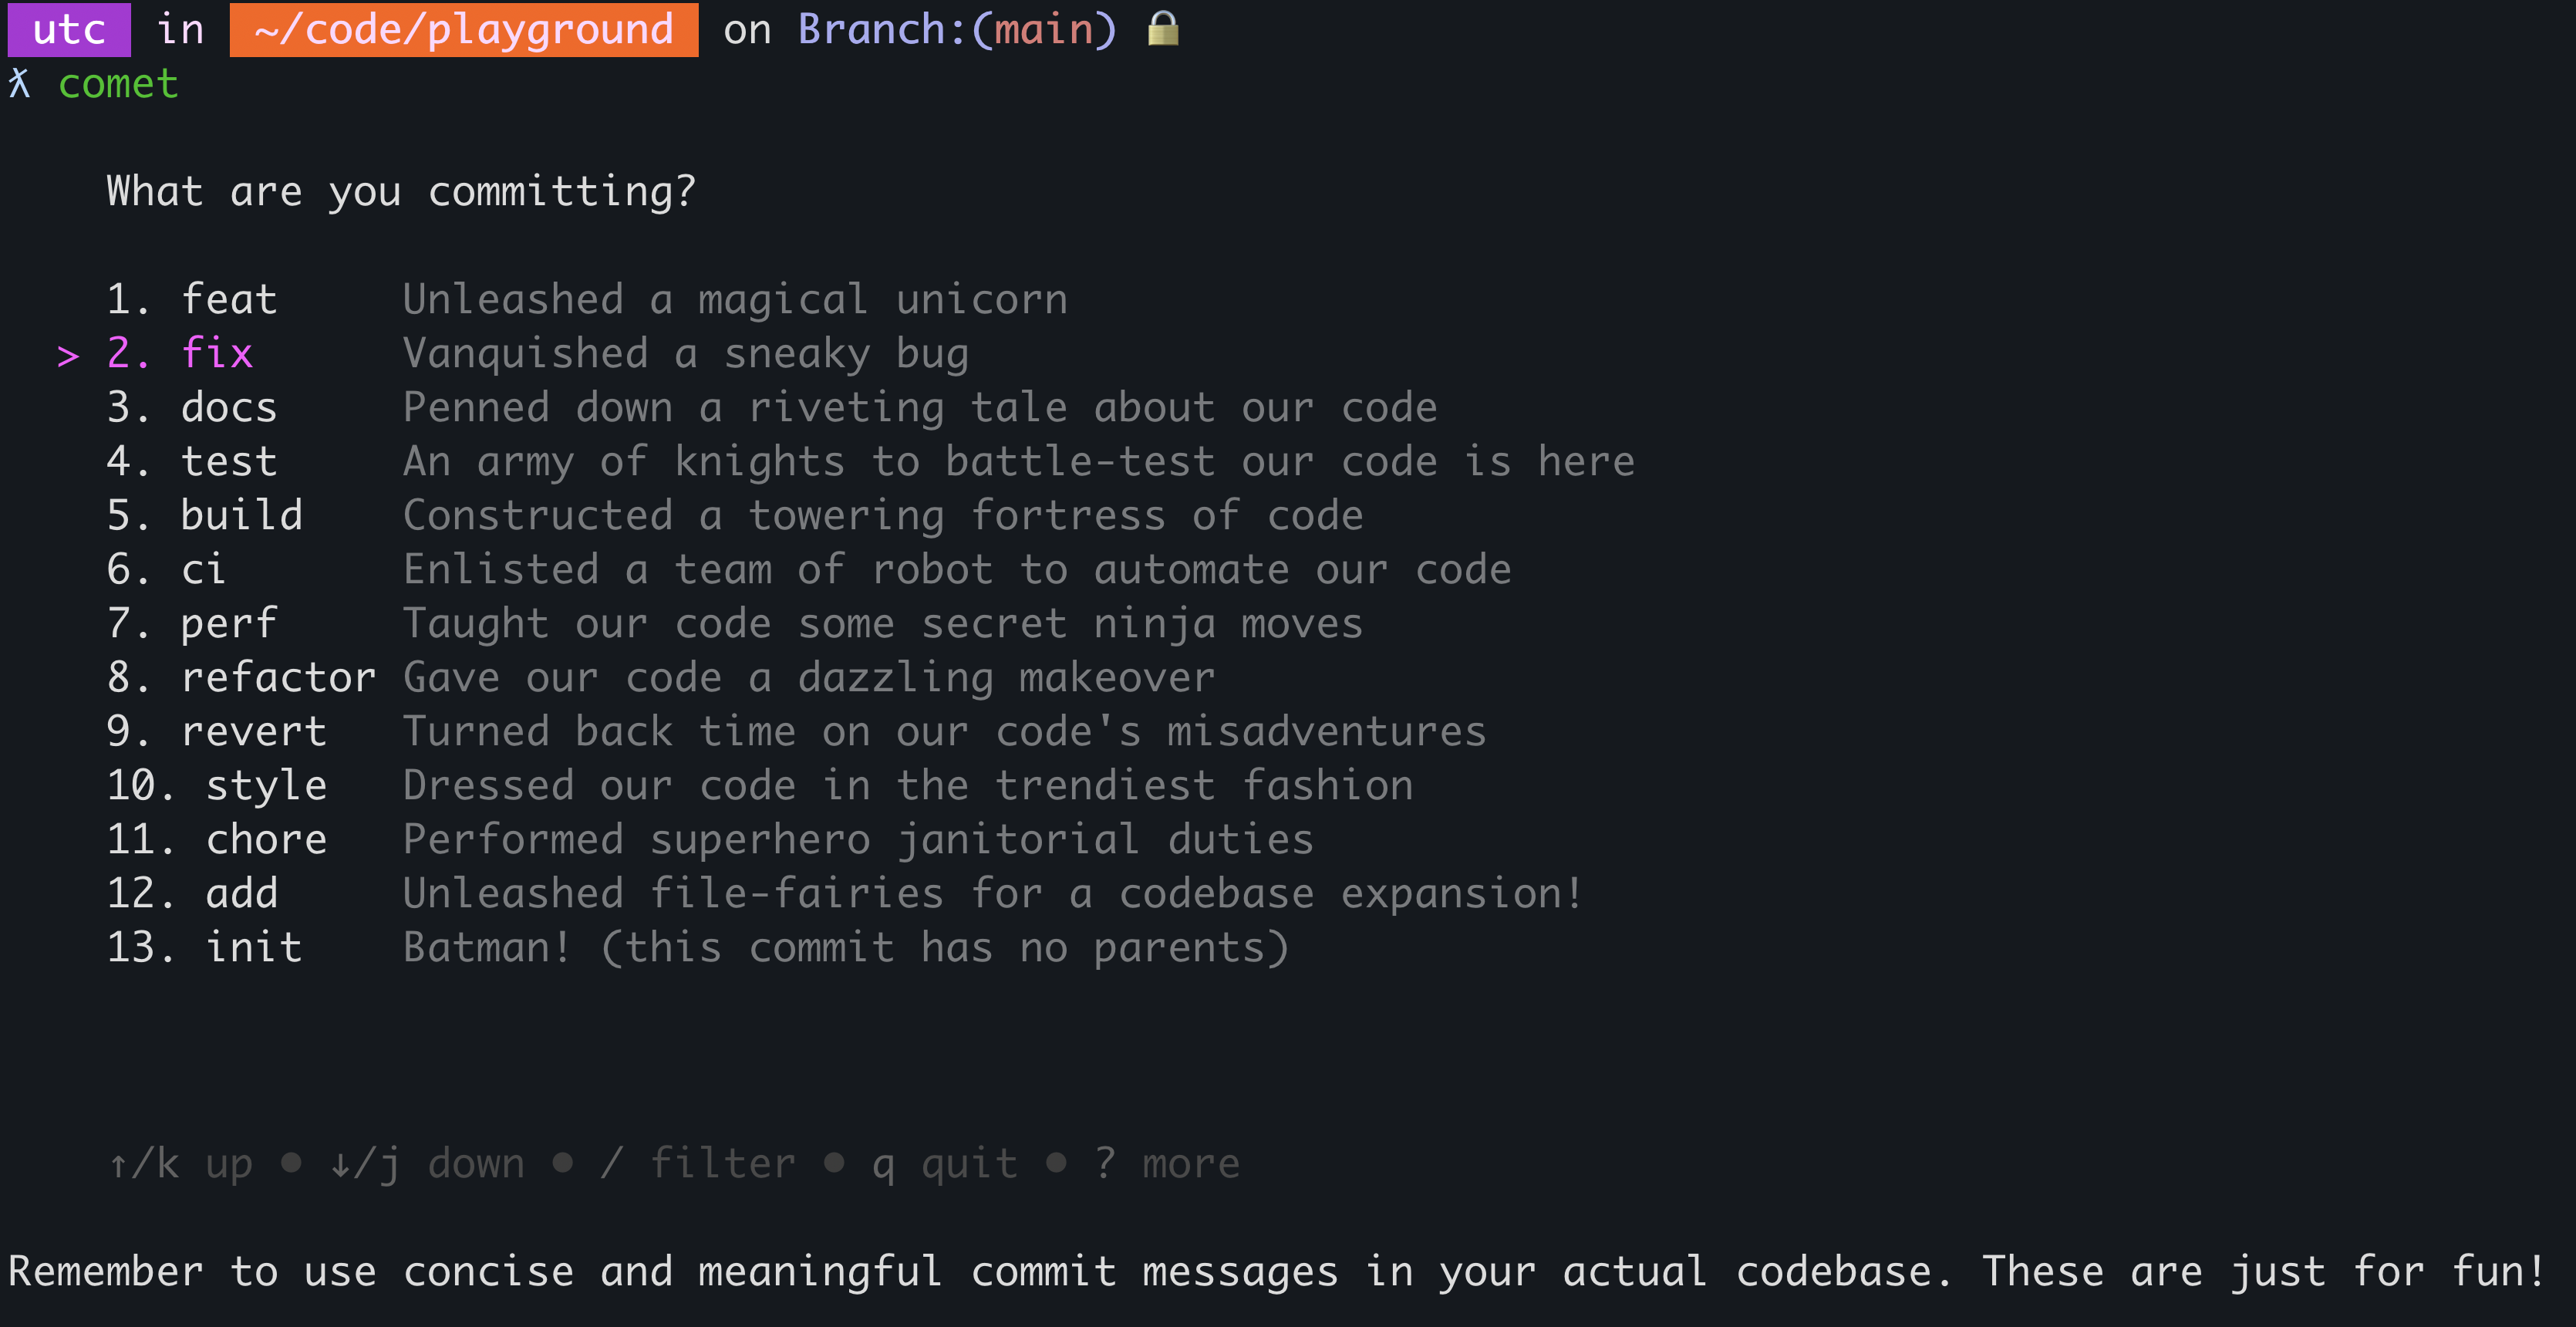 utc in ~/code/playground on Branch:(main) 🔒
comet
What are you committing?
1. feat Unleashed a magical unicorn
> 2. fix Vanquished a sneaky bug
3. docs Penned down a riveting tale about our code
4. test An army of knights to battle-test our code is here
5. build Constructed a towering fortress of code
6. ci Enlisted a team of robot to automate our code
7. perf Taught our code some secret ninja moves
8. refactor Gave our code a dazzling makeover
9. revert Turned back time on our code's misadventures
10. style Dressed our code in the trendiest fashion
11. chore Performed superhero janitorial duties
12. add Unleashed file-fairies for a codebase expansion!
13. init Batman! (this commit has no parents)
↑/k up • ↓/j down • / filter • q quit • ? more
Remember to use concise and meaningful commit messages in your actual codebase. These are just for fun!